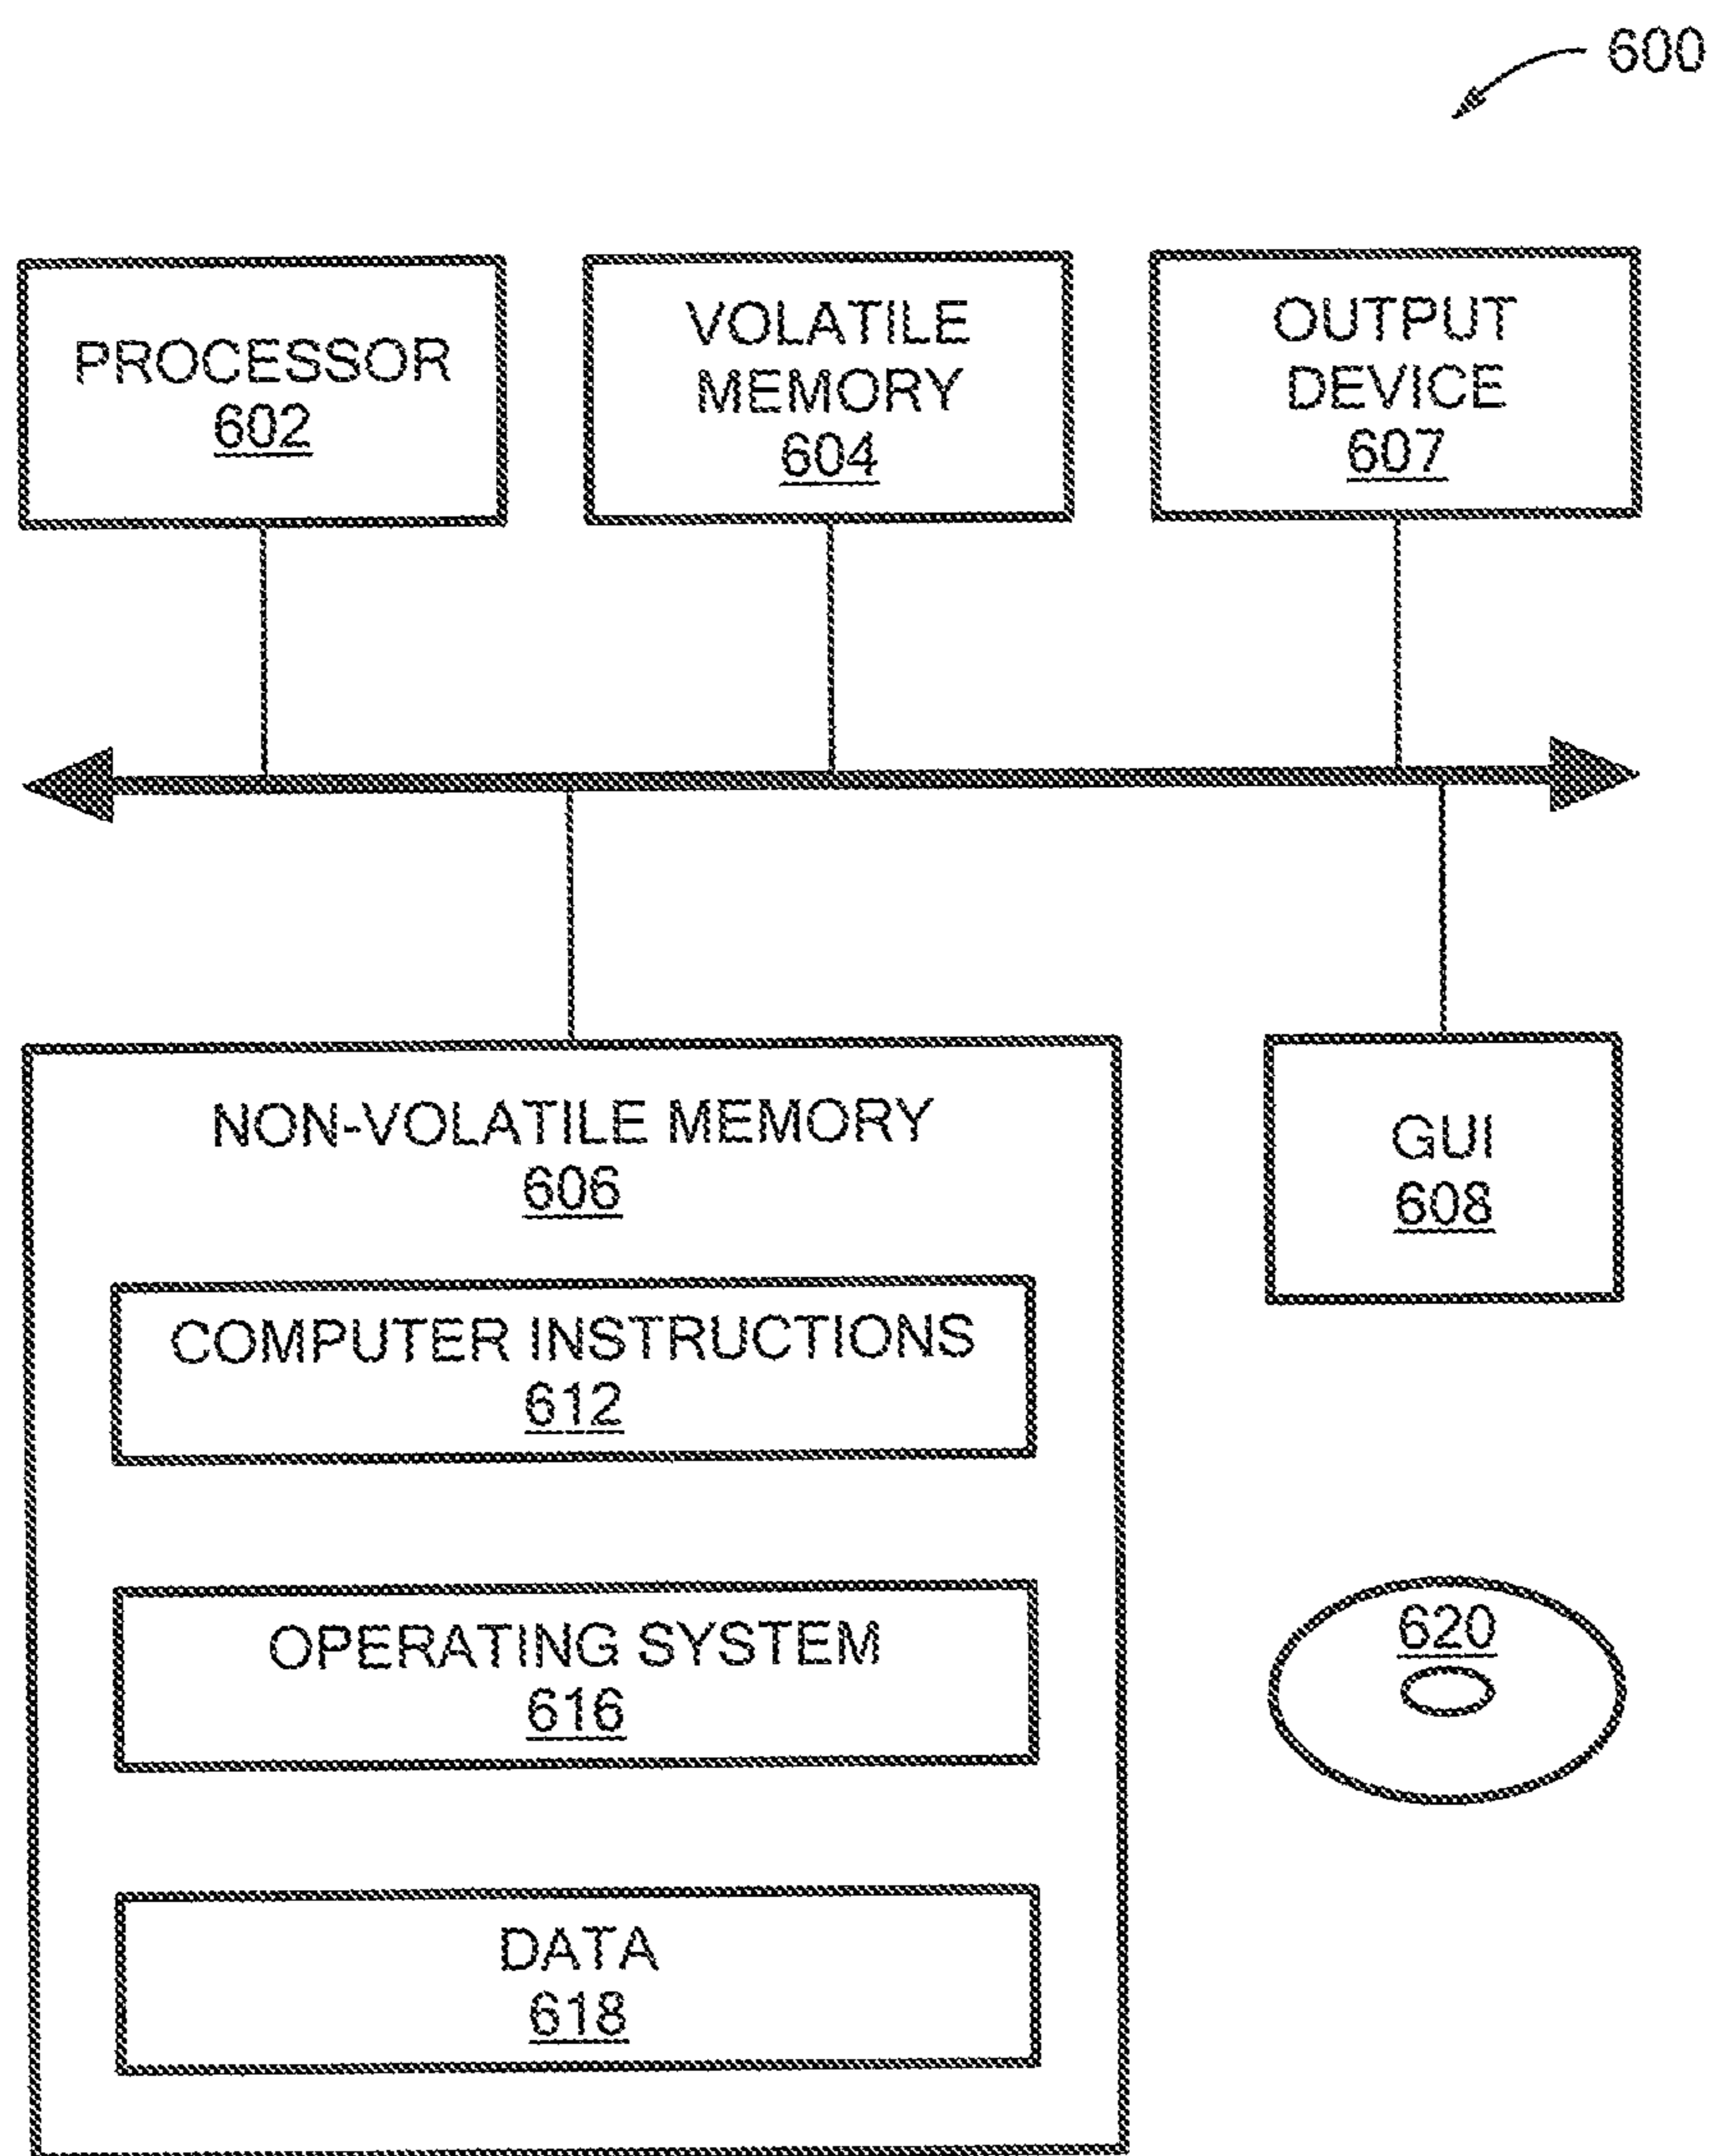 600
PROCESSOR
602
VOLATILE
MEMORY
604
OUTPUT
DEVICE
607
NON-VOLATILE MEMORY
606
GUI
608
COMPUTER INSTRUCTIONS
612
OPERATING SYSTEM
616
620
DATA
618